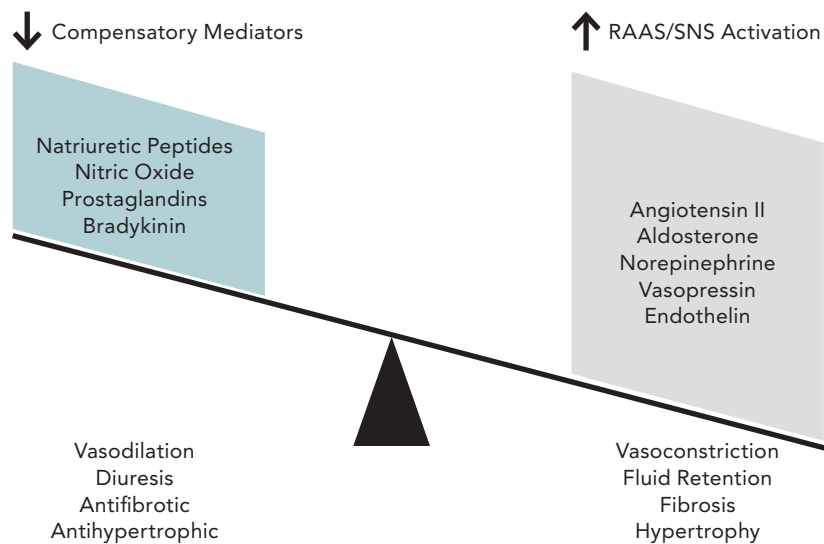 Compensatory Mediators
RAAS/SNS Activation
Natriuretic Peptides
Nitric Oxide
Prostaglandins
Bradykinin
Angiotensin II
Aldosterone
Norepinephrine
Vasopressin
Endothelin
Vasodilation
Diuresis
Antifibrotic
Antihypertrophic
Vasoconstriction
Fluid Retention
Fibrosis
Hypertrophy